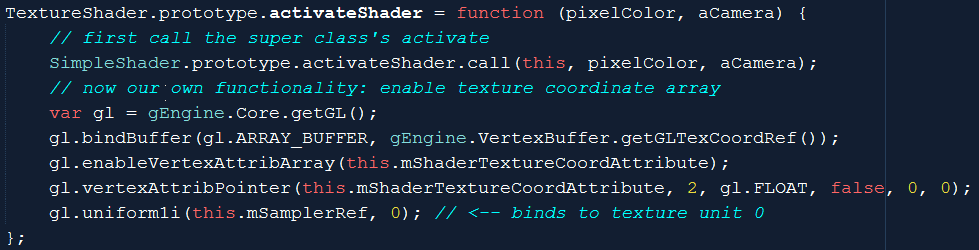 TextureShader.prototype.activateShader = function (pixelColor, aCamera) {
    // first call the super class's activate
    SimpleShader.prototype.activateShader.call(this, pixelColor, aCamera);
    // now our own functionality: enable texture coordinate array
    var gl = gEngine.Core.getGL();
    gl.bindBuffer(gl.ARRAY_BUFFER, gEngine.VertexBuffer.getGLTexCoordRef());
    gl.enableVertexAttribArray(this.mShaderTextureCoordAttribute);
    gl.vertexAttribPointer(this.mShaderTextureCoordAttribute, 2, gl.FLOAT, false, 0, 0);
    gl.uniform1i(this.mSamplerRef, 0); // <-- binds to texture unit 0
};